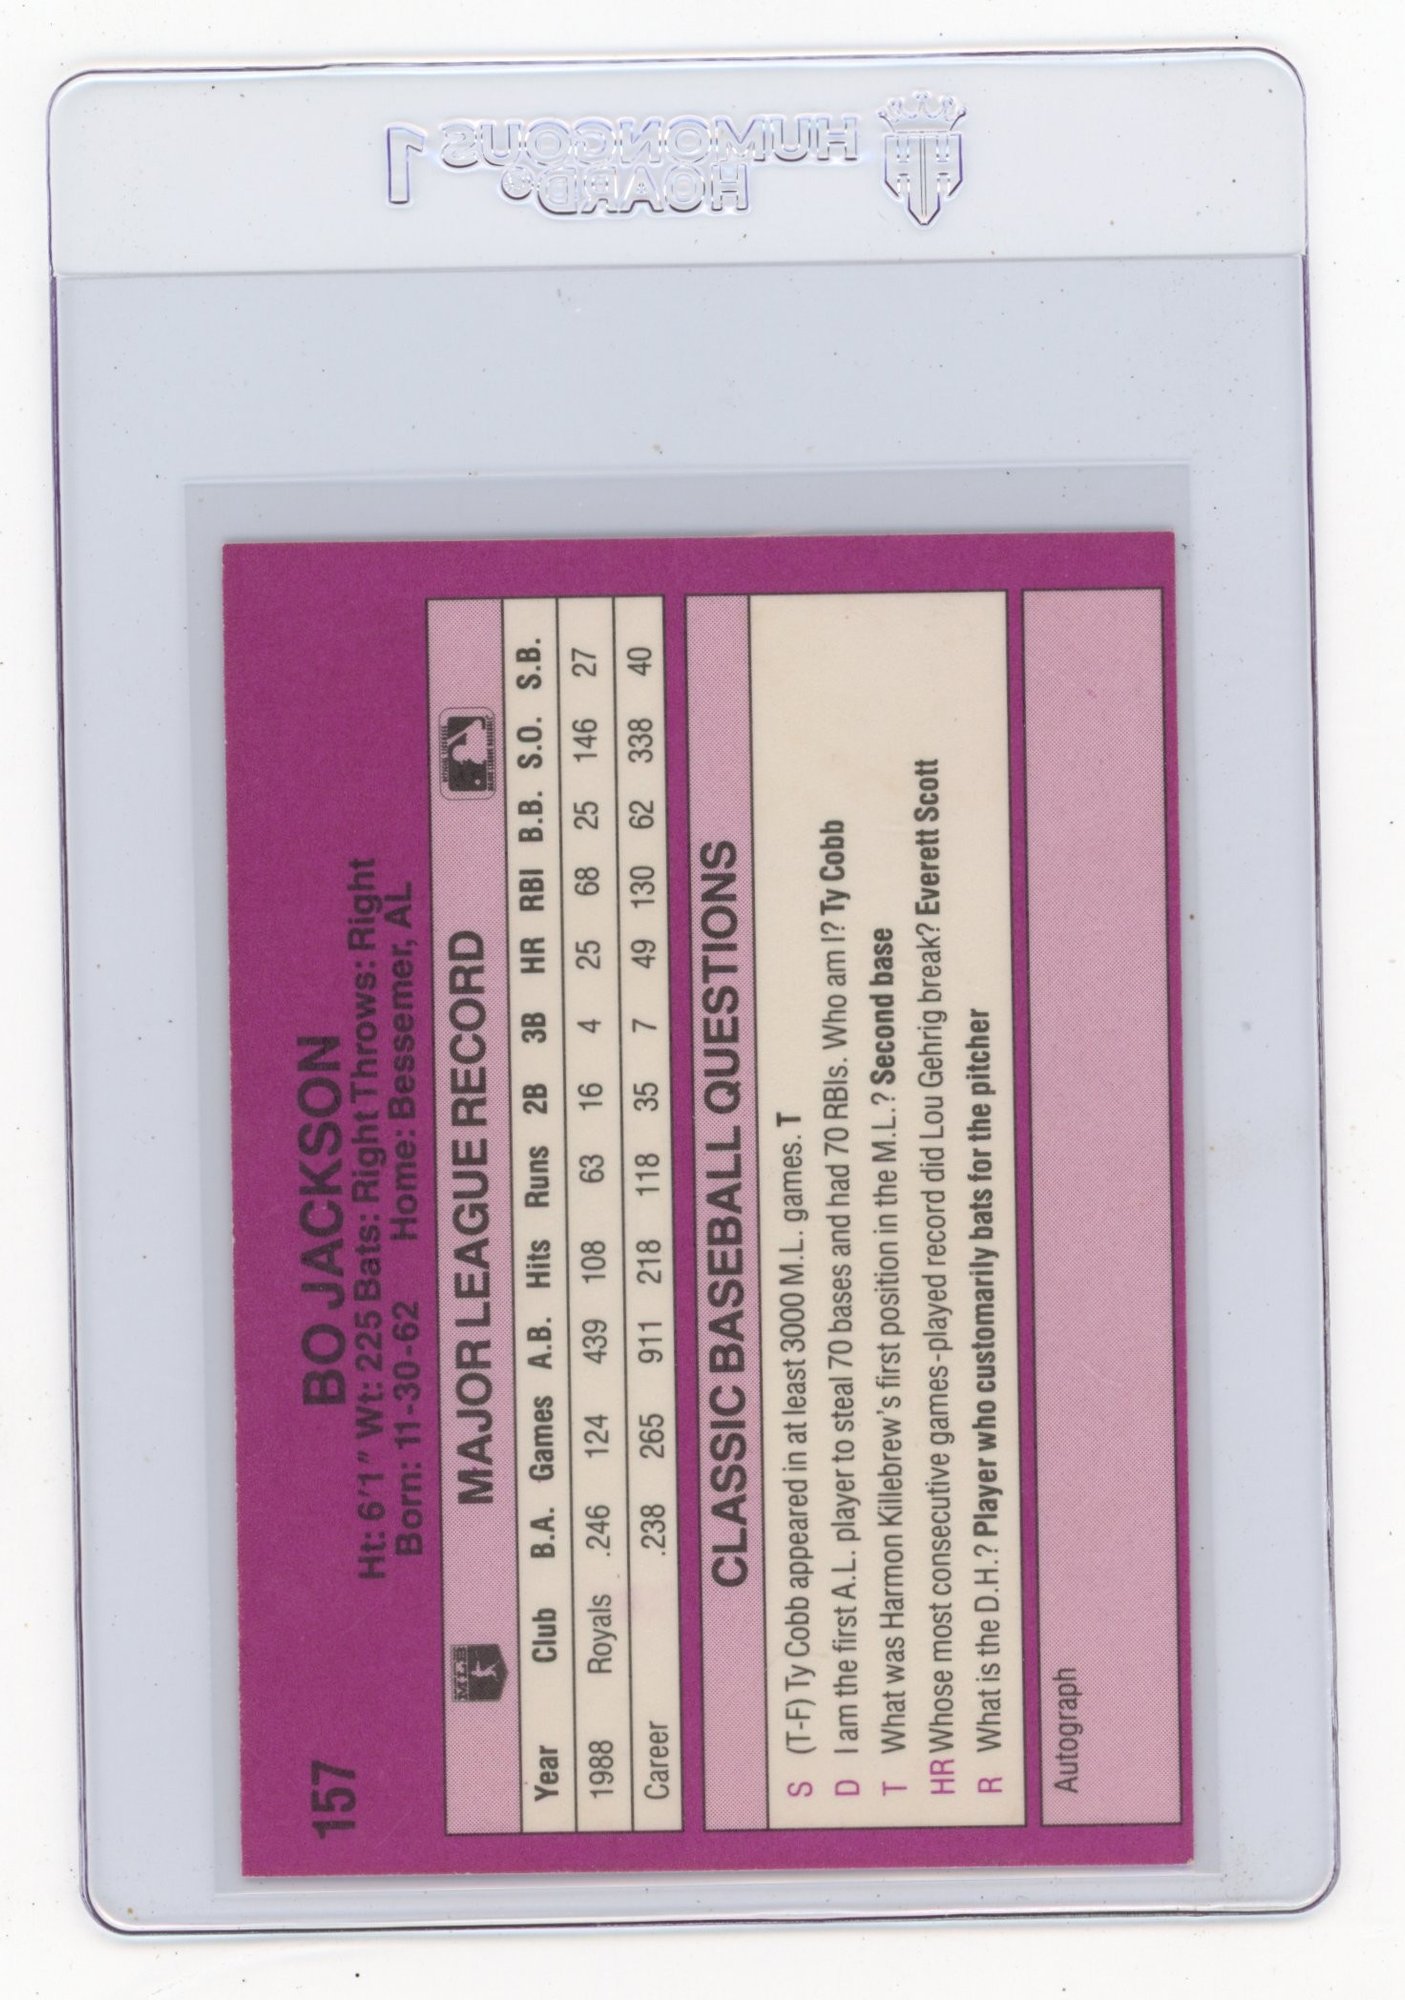 HUMONGOUS 1
HOARD®
157
BO JACKSON
Ht: 6'1" Wt: 225 Bats: Right Throws: Right
Born: 11-30-62 Home: Bessemer, AL
MLB MAJOR LEAGUE RECORD
Year Club B.A. Games A.B. Hits Runs 2B 3B HR RBI B.B. S.O. S.B.
1988 Royals .246 124 439 108 63 16 4 25 68 25 146 27
Career .238 265 911 218 118 35 7 49 130 62 338 40
CLASSIC BASEBALL QUESTIONS
S (T-F) Ty Cobb appeared in at least 3000 M.L. games. T
D I am the first A.L. player to steal 70 bases and had 70 RBIs. Who am I? Ty Cobb
T What was Harmon Killebrew's first position in the M.L.? Second base
HR Whose most consecutive games-played record did Lou Gehrig break? Everett Scott
R What is the D.H.? Player who customarily bats for the pitcher
Autograph